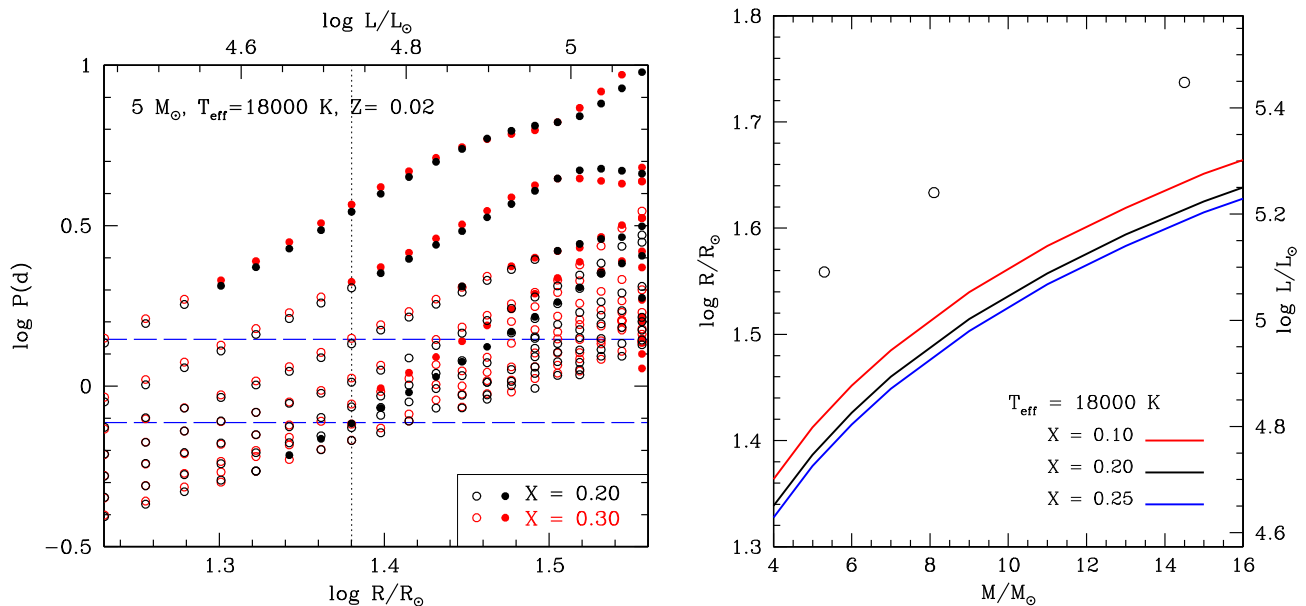 log L/L☉
4.6 4.8 5
1
0.5
0
−0.5
log P(d)
5 M☉, Teff=18000 K, Z= 0.02
X = 0.20
X = 0.30
1.3 1.4 1.5
log R/R☉
1.8
1.7
1.6
1.5
1.4
1.3
log R/R☉
5.4
5.2
5
4.8
4.6
log L/L☉
Teff = 18000 K
X = 0.10
X = 0.20
X = 0.25
4 6 8 10 12 14 16
M/M☉